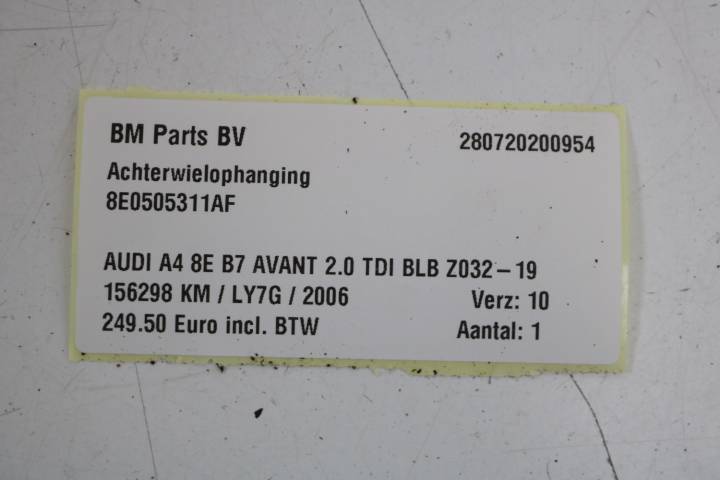 BM Parts BV 280720200954
Achterwielophanging
8E0505311AF
AUDI A4 8E B7 AVANT 2.0 TDI BLB Z032-19
156298 KM / LY7G / 2006 Verz: 10
249.50 Euro incl. BTW Aantal: 1